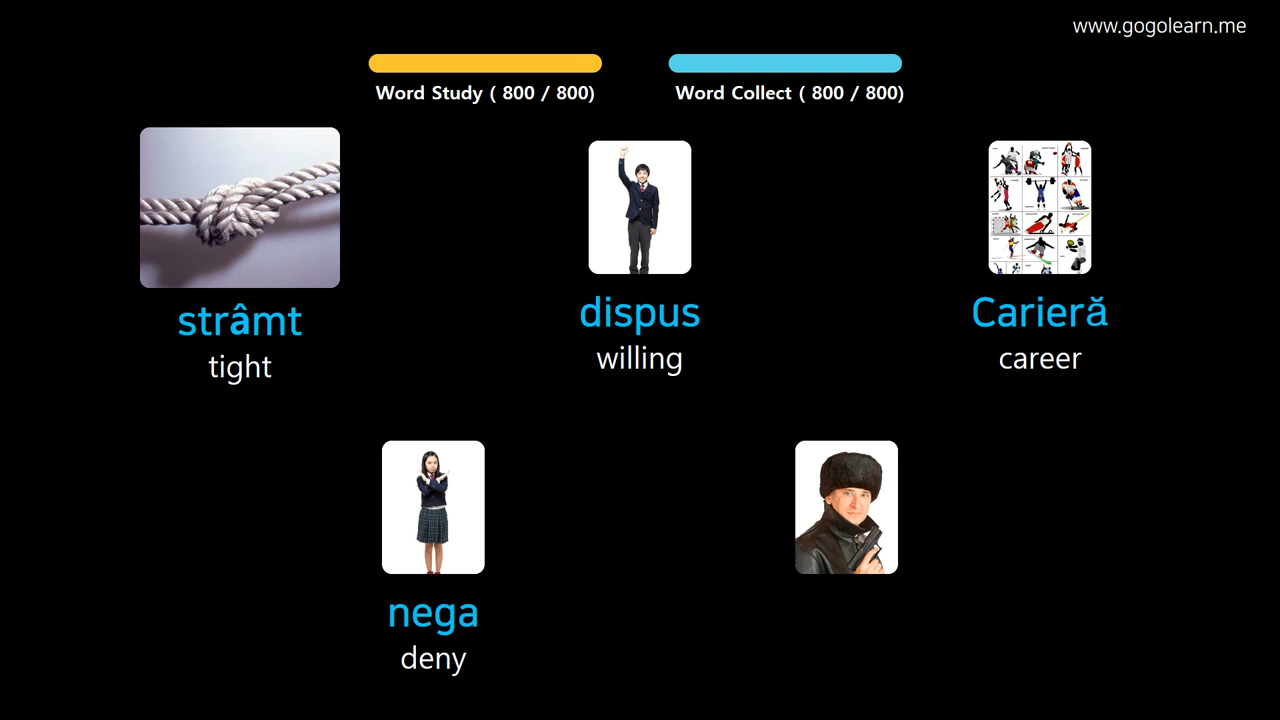 www.gogolearn.me
Word Study ( 800 / 800)
Word Collect ( 800 / 800)
strâmt
tight
dispus
willing
Carieră
career
nega
deny